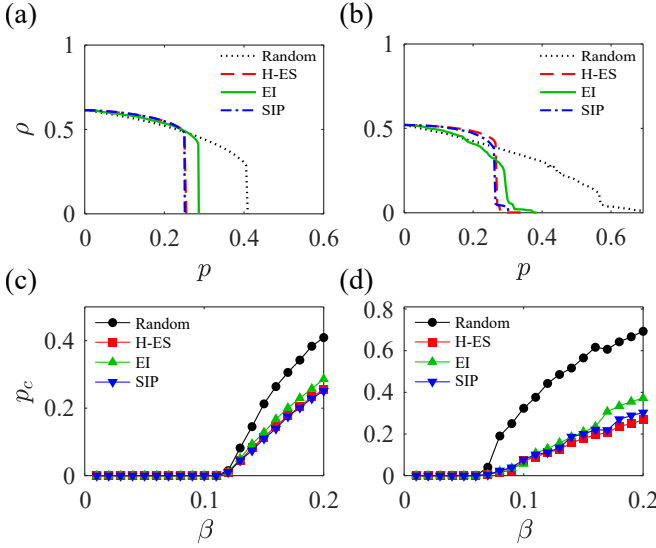 (a)
(b)
1
0.5
0
ρ
0
0.2
0.4
0.6
p
Random
H-ES
EI
SIP
1
0.5
0
0
0.2
0.4
0.6
p
Random
H-ES
EI
SIP
(c)
(d)
0.4
0.2
0
p_c
0
0.1
0.2
β
Random
H-ES
EI
SIP
0.8
0.6
0.4
0.2
0
0
0.1
0.2
β
Random
H-ES
EI
SIP